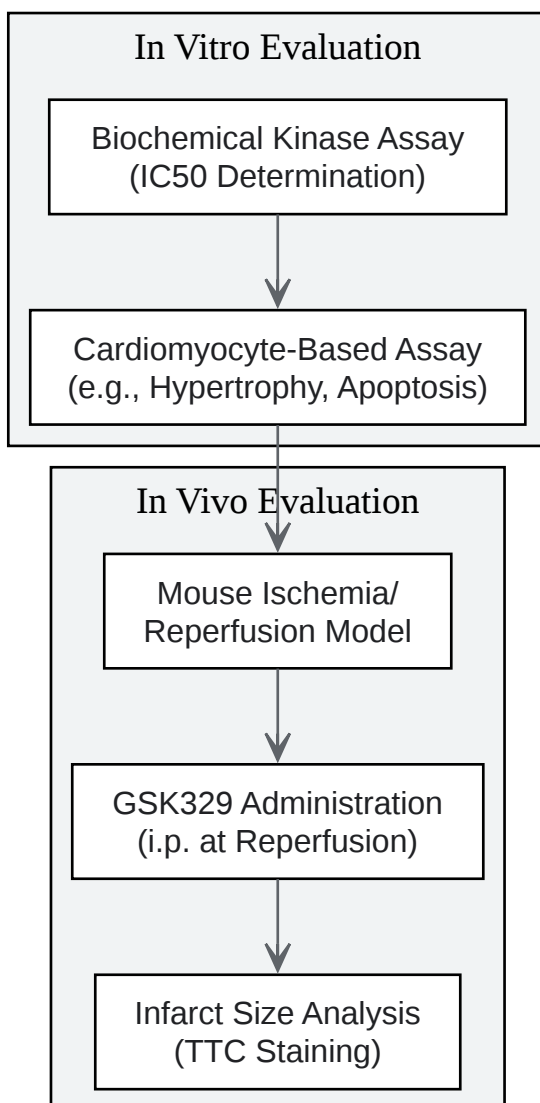 In Vitro Evaluation
Biochemical Kinase Assay
(IC50 Determination)
Cardiomyocyte-Based Assay
(e.g., Hypertrophy, Apoptosis)
In Vivo Evaluation
Mouse Ischemia/
Reperfusion Model
GSK329 Administration
(i.p. at Reperfusion)
Infarct Size Analysis
(TTC Staining)